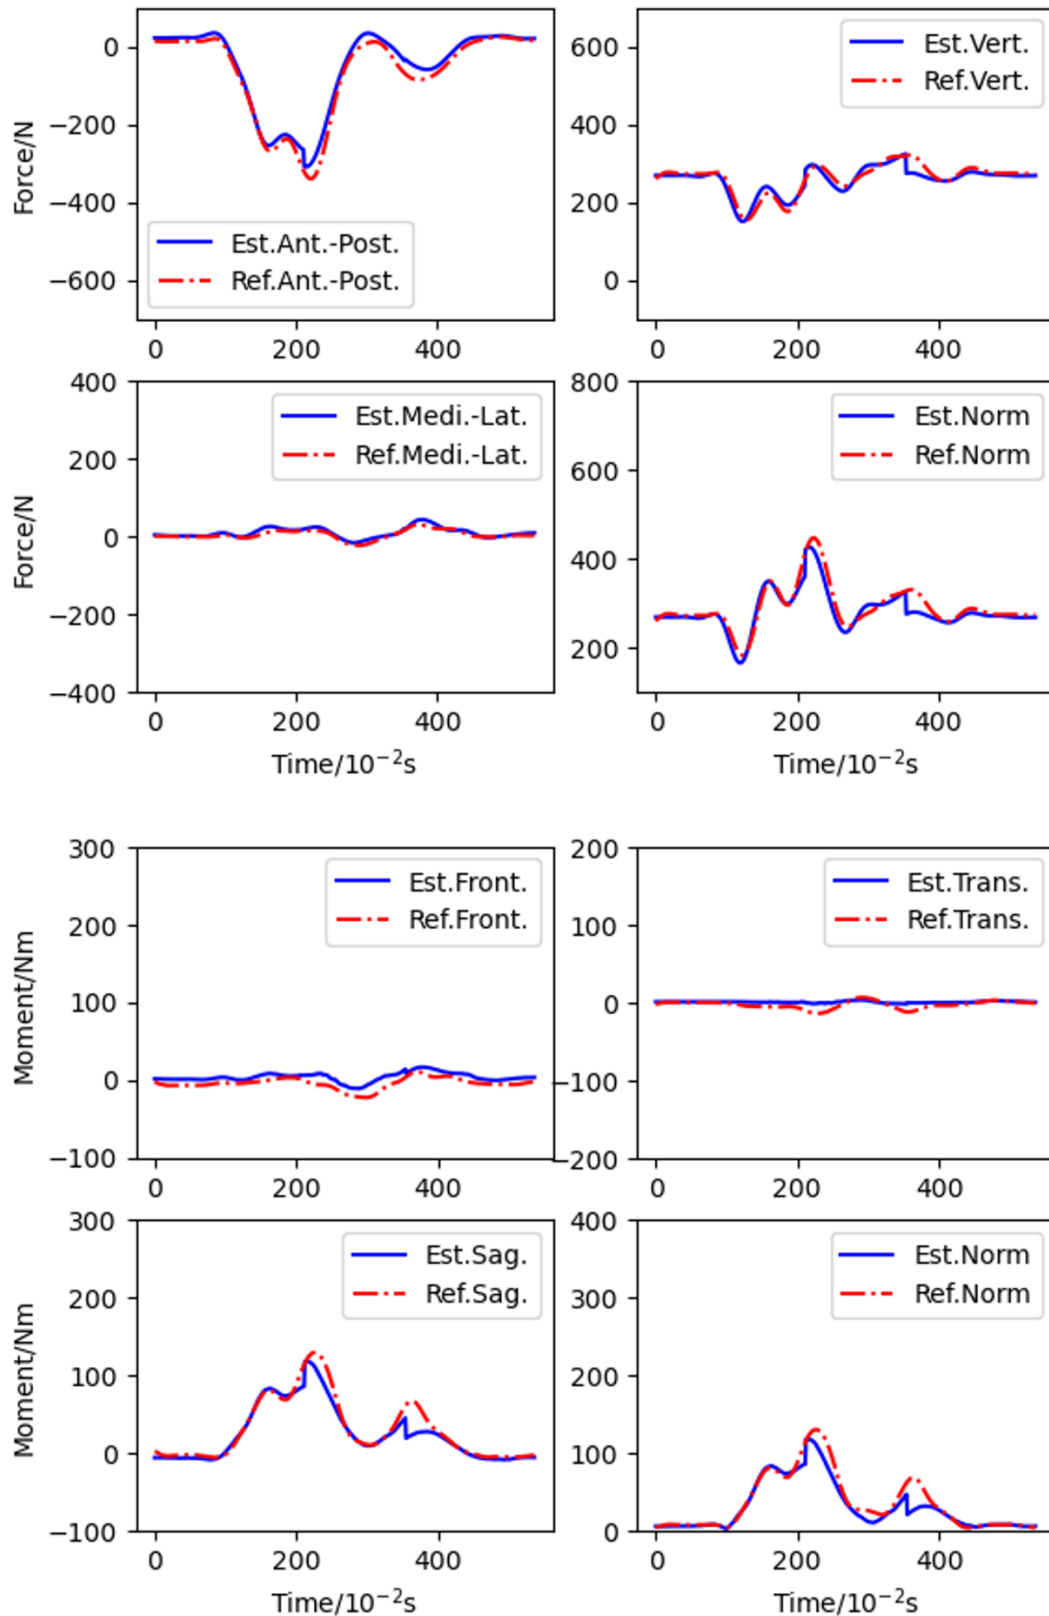 0
−200
−400
−600
Force/N
Est.Ant.-Post.
Ref.Ant.-Post.
0 200 400
600
400
200
0
Est.Vert.
Ref.Vert.
0 200 400
400
200
0
−200
−400
Force/N
Est.Medi.-Lat.
Ref.Medi.-Lat.
0 200 400
Time/10⁻²s
800
600
400
200
Est.Norm
Ref.Norm
0 200 400
Time/10⁻²s
300
200
100
0
−100
Moment/Nm
Est.Front.
Ref.Front.
0 200 400
200
100
0
−100
−200
Est.Trans.
Ref.Trans.
0 200 400
300
200
100
0
−100
Moment/Nm
Est.Sag.
Ref.Sag.
0 200 400
Time/10⁻²s
400
300
200
100
0
Est.Norm
Ref.Norm
0 200 400
Time/10⁻²s